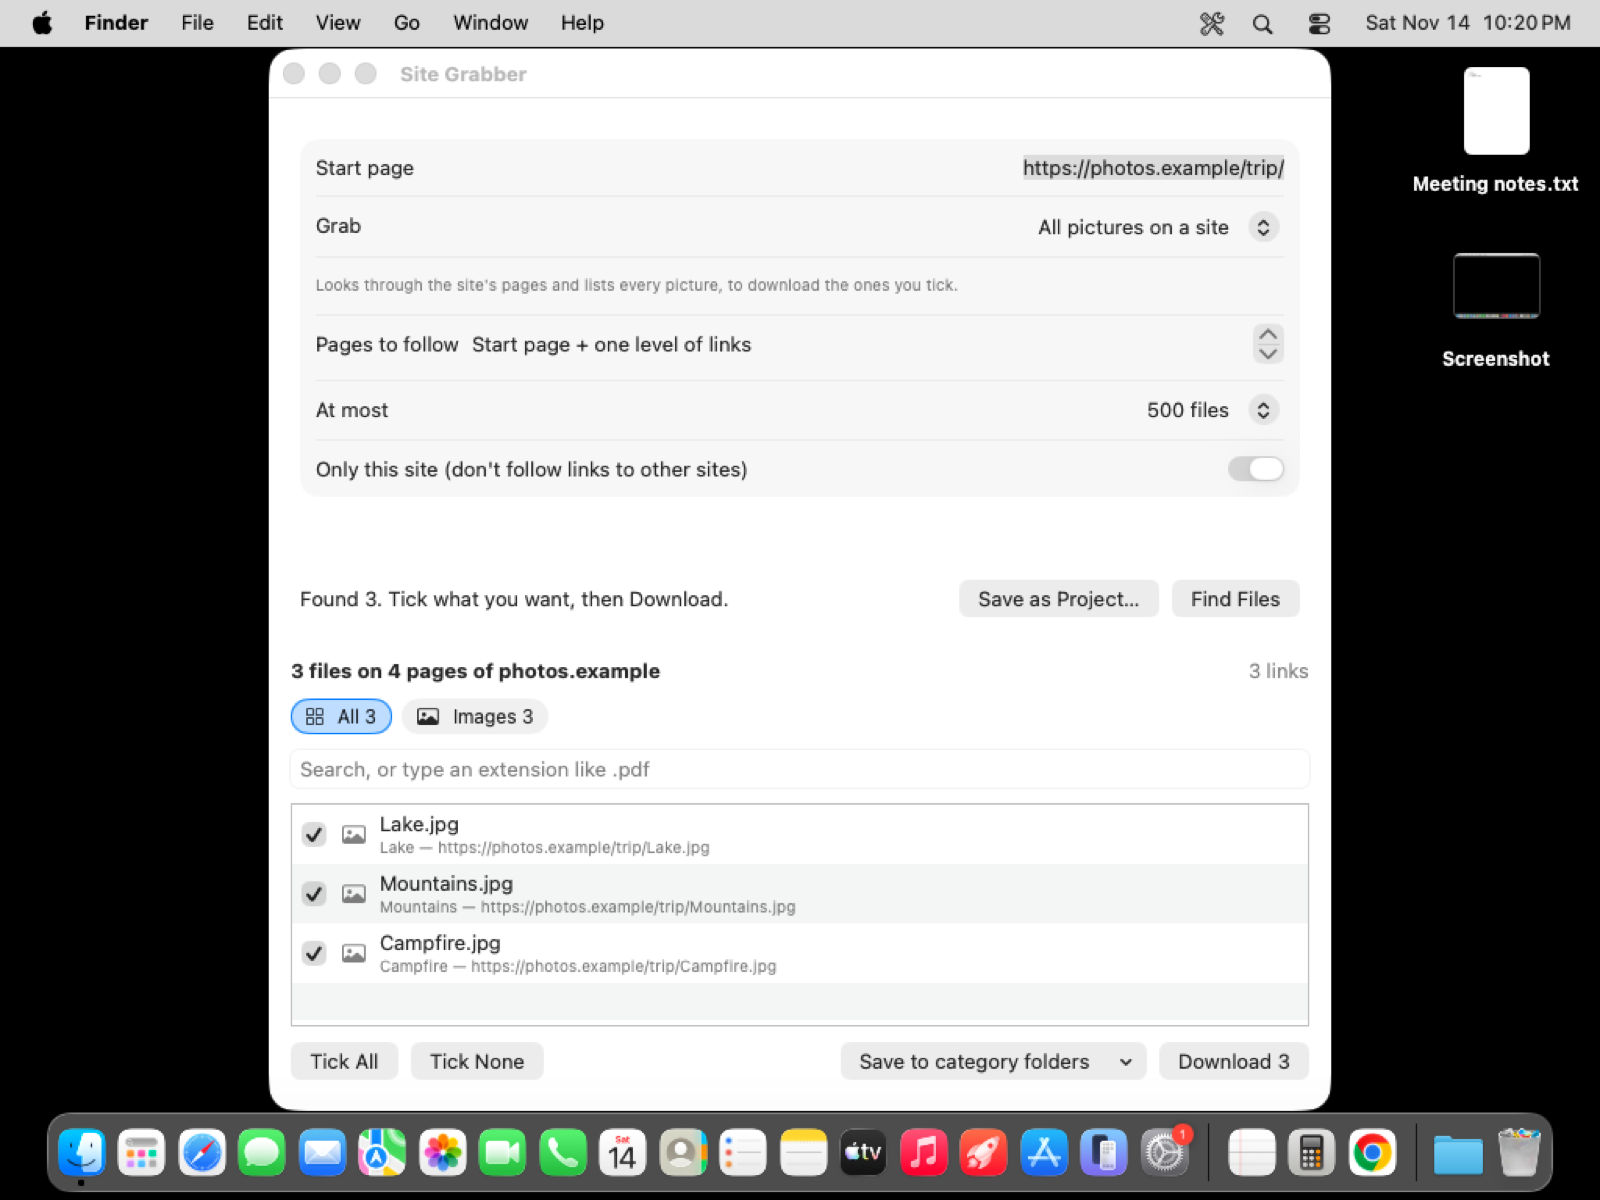 Finder File Edit View Go Window Help Sat Nov 14 10:20 PM
Site Grabber
Start page https://photos.example/trip/
Grab All pictures on a site
Looks through the site's pages and lists every picture, to download the ones you tick.
Pages to follow Start page + one level of links
At most 500 files
Only this site (don't follow links to other sites)
Found 3. Tick what you want, then Download. Save as Project... Find Files
3 files on 4 pages of photos.example 3 links
All 3 Images 3
Search, or type an extension like .pdf
Lake.jpg
Lake — https://photos.example/trip/Lake.jpg
Mountains.jpg
Mountains — https://photos.example/trip/Mountains.jpg
Campfire.jpg
Campfire — https://photos.example/trip/Campfire.jpg
Tick All Tick None Save to category folders Download 3
Meeting notes.txt
Screenshot
Sat
14
tv
1